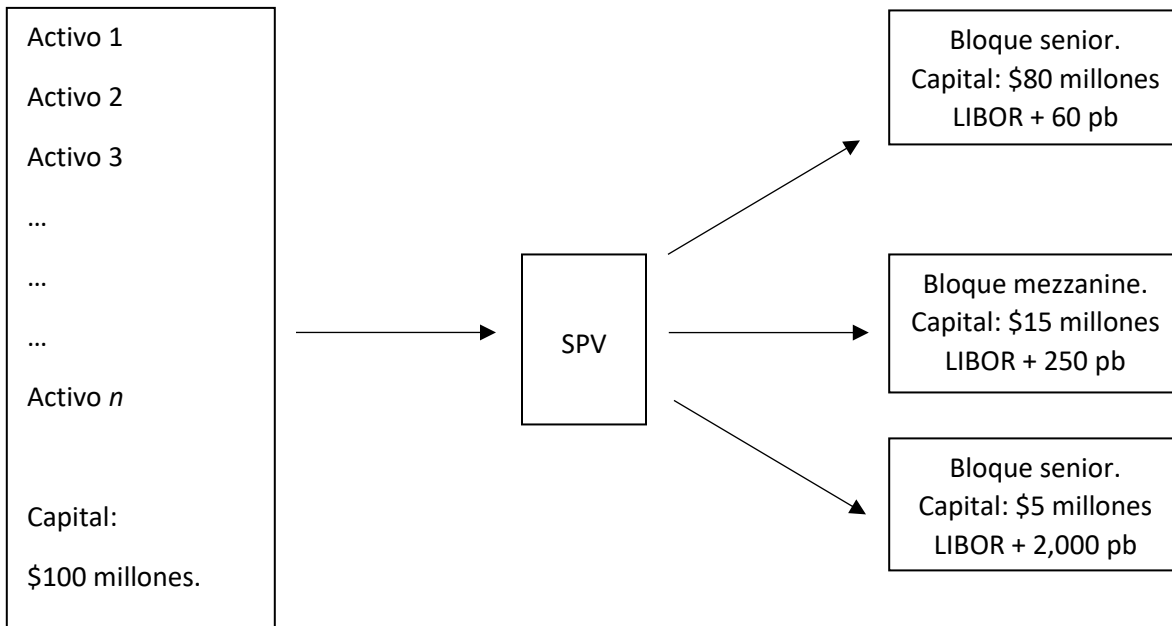 Activo 1
Activo 2
Activo 3
...
...
...
Activo n
Capital:
$100 millones.
SPV
Bloque senior.
Capital: $80 millones
LIBOR + 60 pb
Bloque mezzanine.
Capital: $15 millones
LIBOR + 250 pb
Bloque senior.
Capital: $5 millones
LIBOR + 2,000 pb